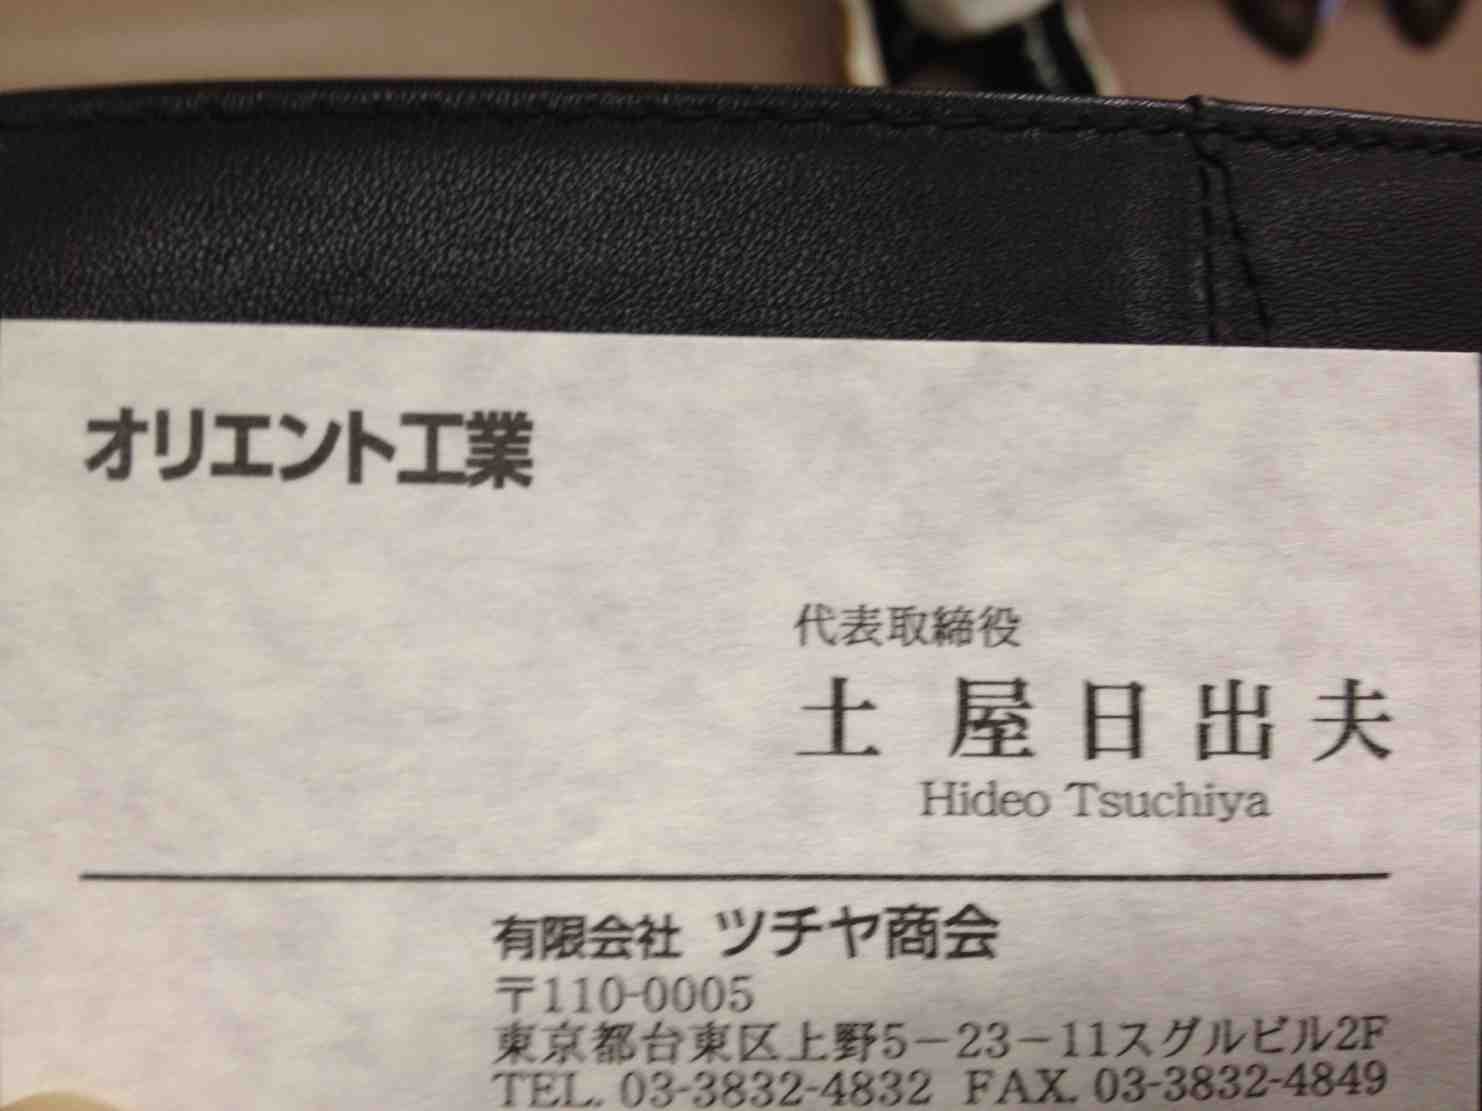 オリエント工業
代表取締役
土屋日出夫
Hideo Tsuchiya
有限会社 ツチヤ商会
〒110-0005
東京都台東区上野5-23-11スグルビル2F
TEL. 03-3832-4832 FAX. 03-3832-4849